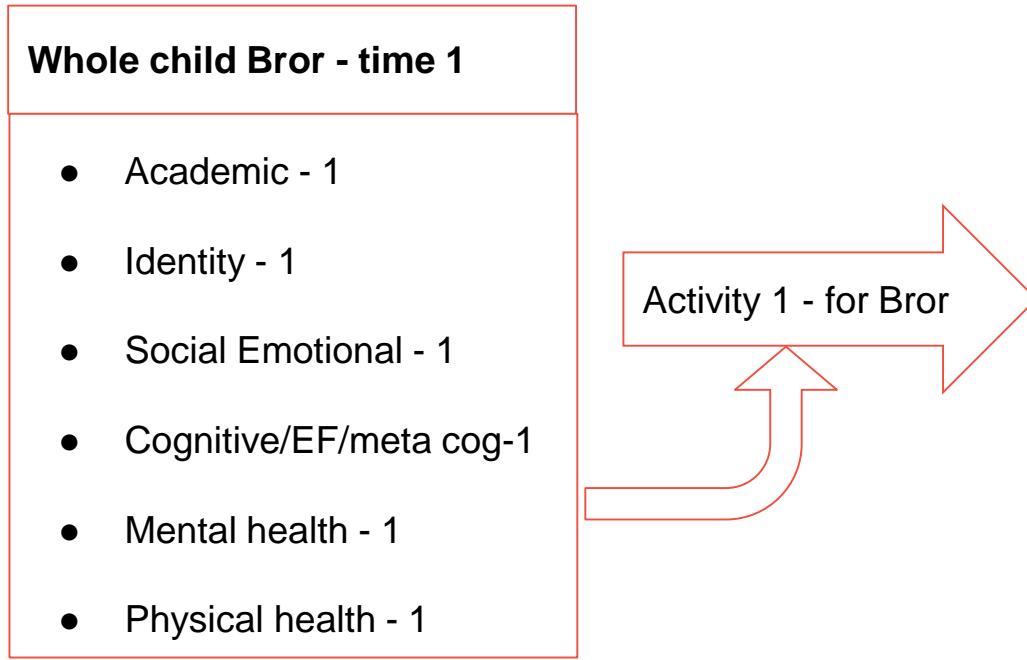 Whole child Bror - time 1
● Academic - 1
● Identity - 1
● Social Emotional - 1
● Cognitive/EF/meta cog-1
● Mental health - 1
● Physical health - 1
Activity 1 - for Bror